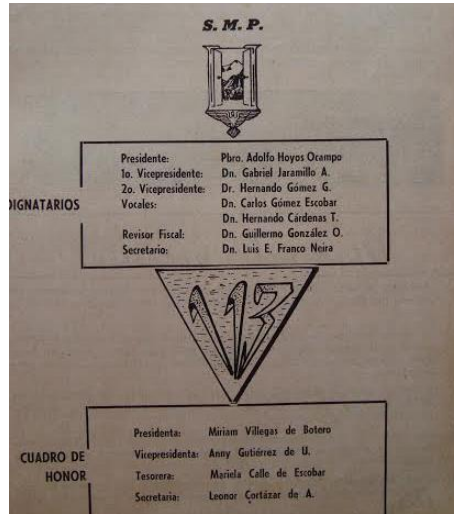 S. M. P.
DIGNATARIOS
Presidente: Pbro. Adolfo Hoyos Ocampo
1o. Vicepresidente: Dn. Gabriel Jaramillo A.
2o. Vicepresidente: Dr. Hernando Gómez G.
Vocales: Dn. Carlos Gómez Escobar
Dn. Hernando Cárdenas T.
Revisor Fiscal: Dn. Guillermo González O.
Secretario: Dn. Luis E. Franco Neira
113
CUADRO DE
HONOR
Presidenta: Miriam Villegas de Botero
Vicepresidenta: Anny Gutiérrez de U.
Tesorera: Mariela Calle de Escobar
Secretaria: Leonor Cortázar de A.